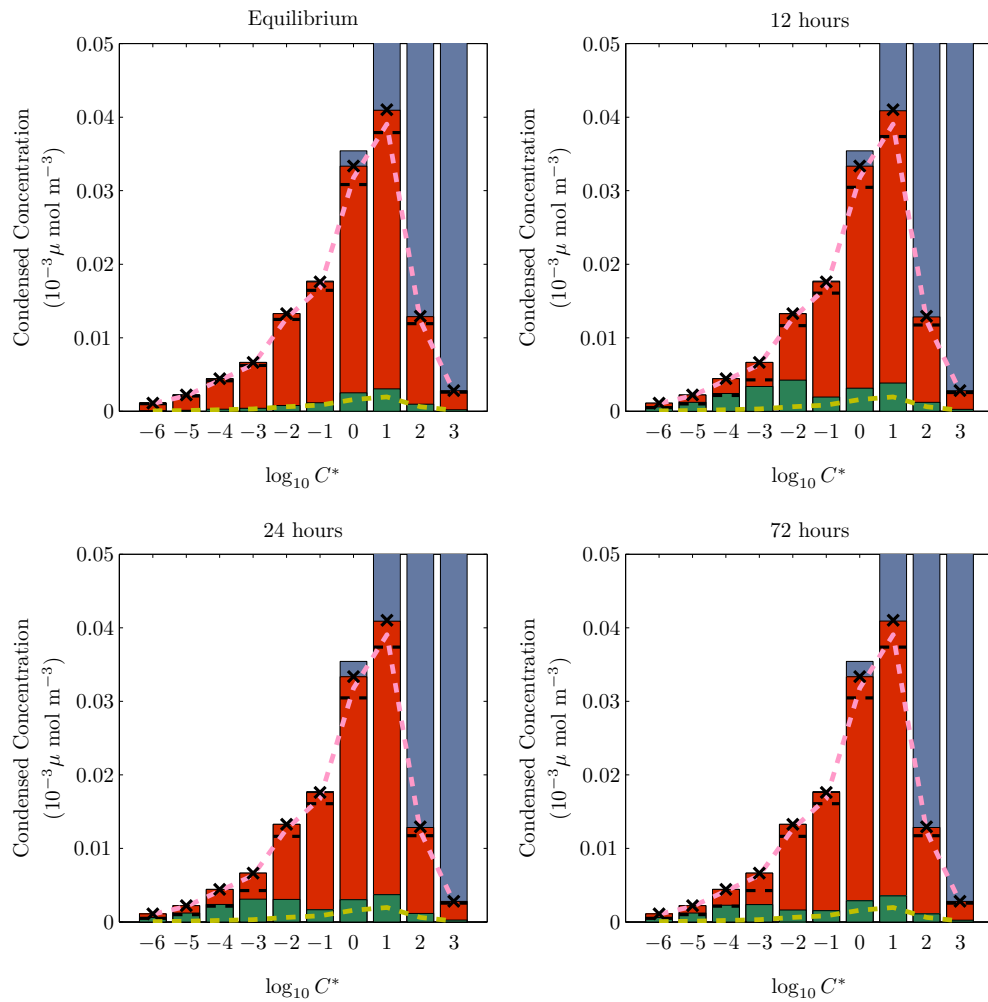 Equilibrium
Condensed Concentration
(10⁻³μ mol m⁻³)
0.05
0.04
0.03
0.02
0.01
0
−6 −5 −4 −3 −2 −1 0 1 2 3
log₁₀ C*
12 hours
Condensed Concentration
(10⁻³μ mol m⁻³)
0.05
0.04
0.03
0.02
0.01
0
−6 −5 −4 −3 −2 −1 0 1 2 3
log₁₀ C*
24 hours
Condensed Concentration
(10⁻³μ mol m⁻³)
0.05
0.04
0.03
0.02
0.01
0
−6 −5 −4 −3 −2 −1 0 1 2 3
log₁₀ C*
72 hours
Condensed Concentration
(10⁻³μ mol m⁻³)
0.05
0.04
0.03
0.02
0.01
0
−6 −5 −4 −3 −2 −1 0 1 2 3
log₁₀ C*